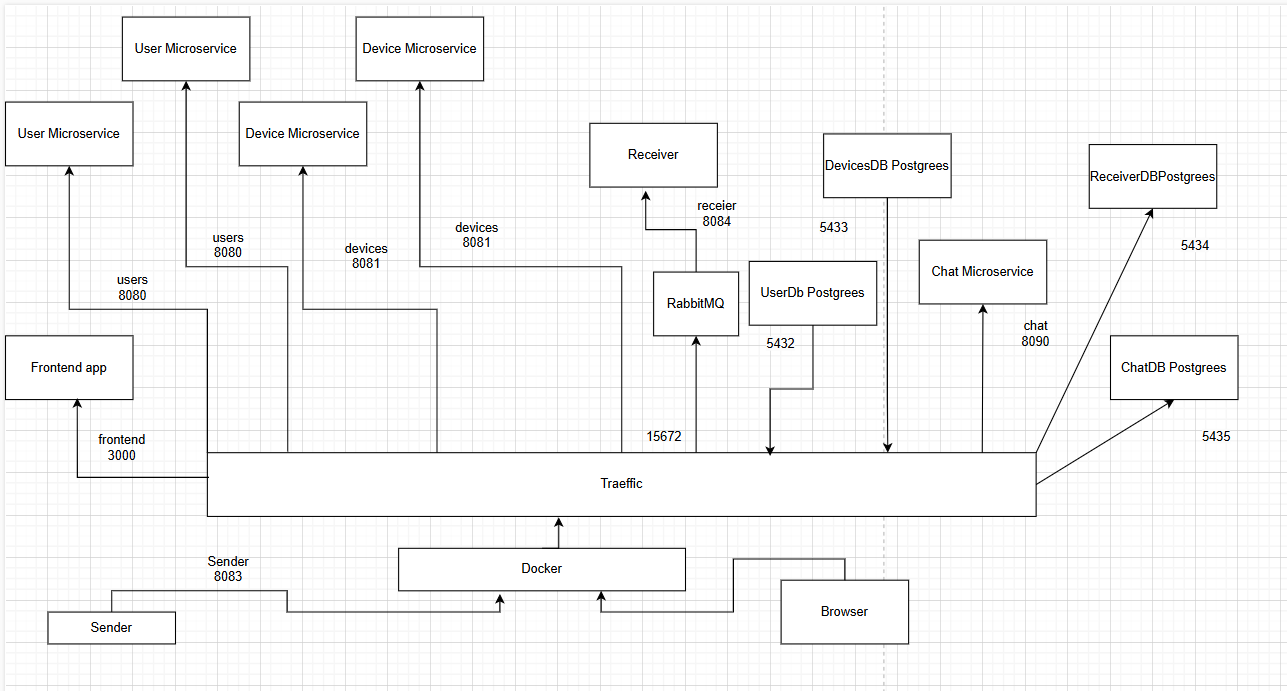 User Microservice
Device Microservice
User Microservice
Device Microservice
Receiver
DevicesDB Postgrees
ReceiverDBPostgrees
receier
8084
devices
8081
5433
users
8080
devices
8081
5434
Chat Microservice
users
8080
RabbitMQ
UserDb Postgrees
chat
8090
5432
Frontend app
ChatDB Postgrees
frontend
3000
15672
5435
Traeffic
Sender
8083
Docker
Browser
Sender